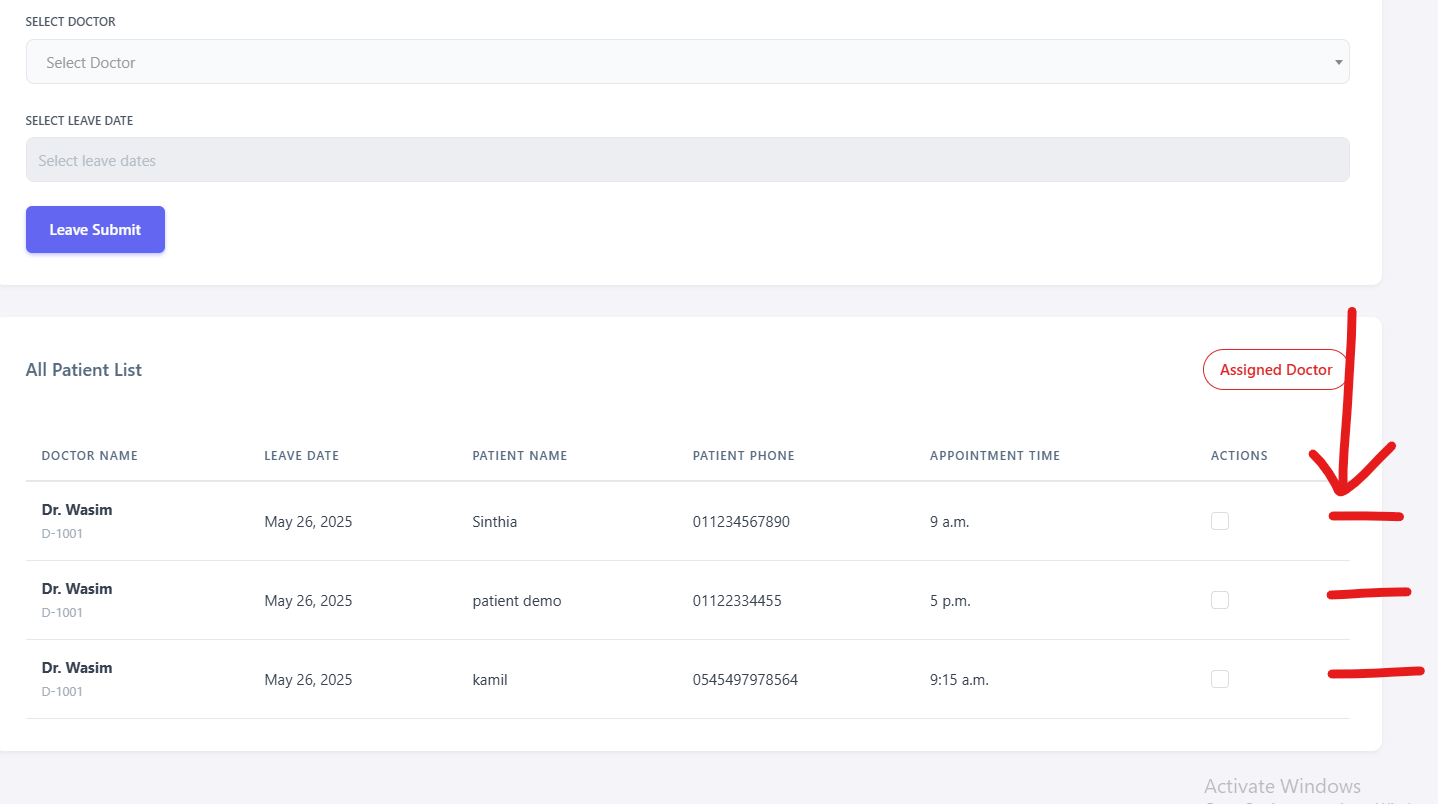 SELECT DOCTOR
Select Doctor
SELECT LEAVE DATE
Select leave dates
Leave Submit
All Patient List
Assigned Doctor
DOCTOR NAME LEAVE DATE PATIENT NAME PATIENT PHONE APPOINTMENT TIME ACTIONS
Dr. Wasim
D-1001
May 26, 2025 Sinthia 011234567890 9 a.m.
Dr. Wasim
D-1001
May 26, 2025 patient demo 01122334455 5 p.m.
Dr. Wasim
D-1001
May 26, 2025 kamil 0545497978564 9:15 a.m.
Activate Windows